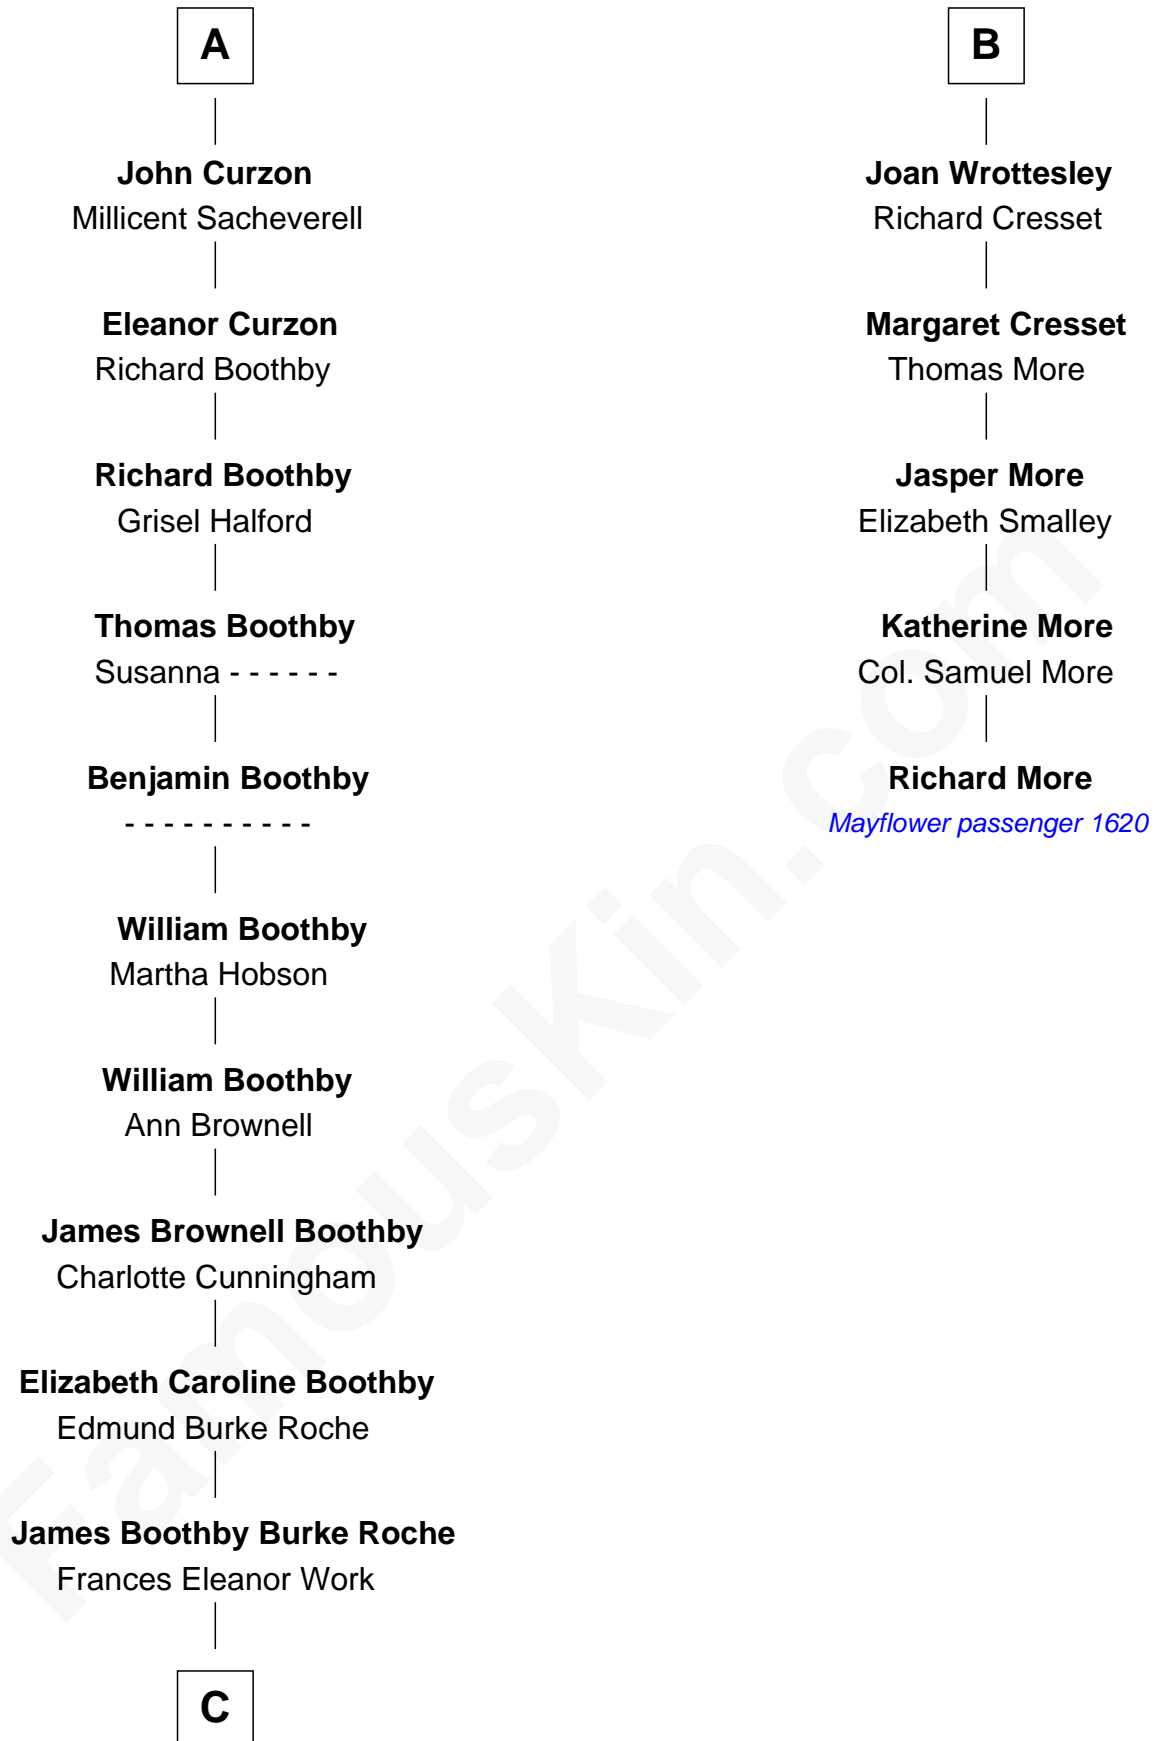 A
John Curzon
Millicent Sacheverell
Eleanor Curzon
Richard Boothby
Richard Boothby
Grisel Halford
Thomas Boothby
Susanna - - - - - -
Benjamin Boothby
- - - - - - - - - -
William Boothby
Martha Hobson
William Boothby
Ann Brownell
James Brownell Boothby
Charlotte Cunningham
Elizabeth Caroline Boothby
Edmund Burke Roche
James Boothby Burke Roche
Frances Eleanor Work
C
B
Joan Wrottesley
Richard Cresset
Margaret Cresset
Thomas More
Jasper More
Elizabeth Smalley
Katherine More
Col. Samuel More
Richard More
Mayflower passenger 1620
FamousKin.com